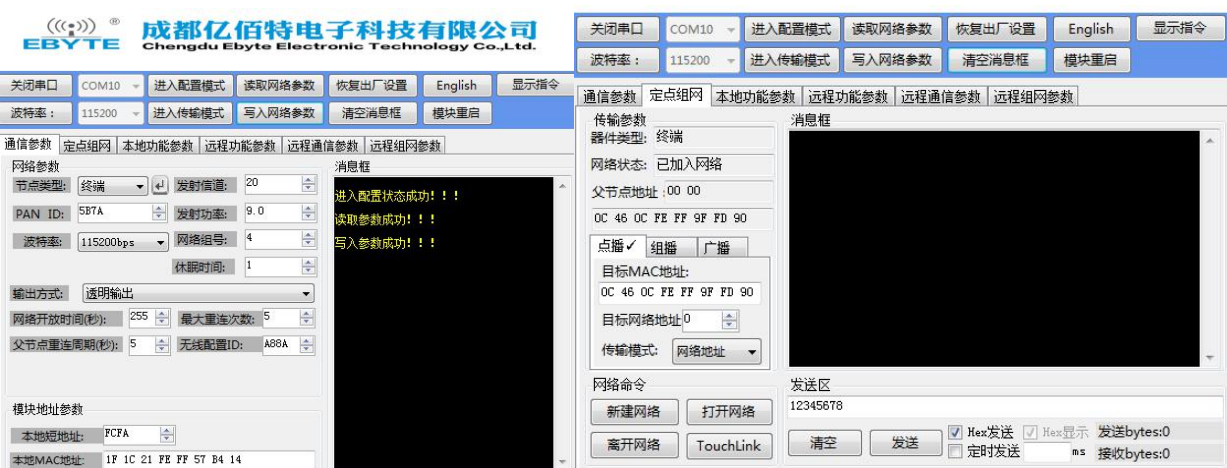 EBYTE ®
成都亿佰特电子科技有限公司
Chengdu Ebyte Electronic Technology Co.,Ltd.
关闭串口 COM10 进入配置模式 读取网络参数 恢复出厂设置 English 显示指令
波特率： 115200 进入传输模式 写入网络参数 清空消息框 模块重启
通信参数 定点组网 本地功能参数 远程功能参数 远程通信参数 远程组网参数
网络参数
节点类型: 终端 发射信道: 20
PAN ID: 5B7A 发射功率: 9.0
波特率: 115200bps 网络组号: 4
休眠时间: 1
输出方式: 透明输出
网络开放时间(秒): 255 最大重连次数: 5
父节点重连周期(秒): 5 无线配置ID: A88A
模块地址参数
本地短地址: FCFA
本地MAC地址: 1F 1C 21 FE FF 57 B4 14
消息框
进入配置状态成功！！！
读取参数成功！！！
写入参数成功！！！
关闭串口 COM10 进入配置模式 读取网络参数 恢复出厂设置 English 显示指令
波特率： 115200 进入传输模式 写入网络参数 清空消息框 模块重启
通信参数 定点组网 本地功能参数 远程功能参数 远程通信参数 远程组网参数
传输参数
器件类型: 终端
网络状态: 已加入网络
父节点地址:00 00
0C 46 0C FE FF 9F FD 90
点播✓ 组播 广播
目标MAC地址:
0C 46 0C FE FF 9F FD 90
目标网络地址 0
传输模式: 网络地址
网络命令
新建网络 打开网络
离开网络 TouchLink
消息框
发送区
12345678
清空 发送 Hex发送 Hex显示 发送bytes:0
定时发送 ms 接收bytes:0